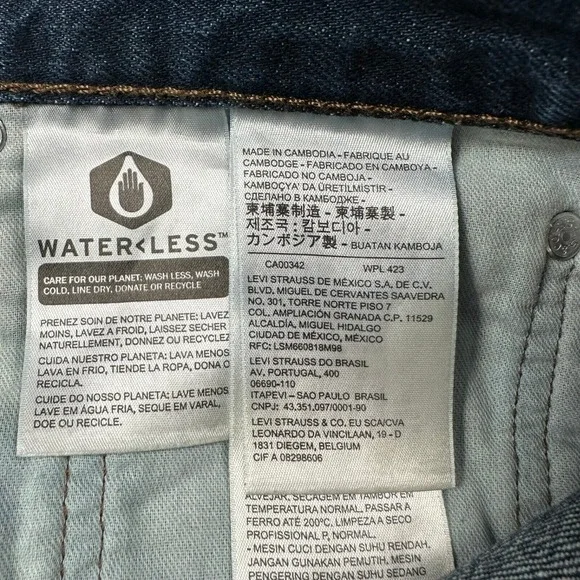 WATER<LESS™
CARE FOR OUR PLANET: WASH LESS, WASH
COLD, LINE DRY, DONATE OR RECYCLE
PRENEZ SOIN DE NOTRE PLANETE: LAVEZ
MOINS, LAVEZ A FROID, LAISSEZ SECHER
NATURELLEMENT, DONNEZ OU RECYCLEZ
CUIDA NUESTRO PLANETA: LAVA MENOS
LAVA EN FRIO, TIENDE LA ROPA, DONA O
RECICLA.
CUIDE DO NOSSO PLANETA: LAVE MENOS
LAVE EM ÁGUA FRIA, SEQUE EM VARAL,
DOE OU RECICLE.
MADE IN CAMBODIA - FABRIQUE AU
CAMBODGE - FABRICADO EN CAMBOYA -
FABRICADO NO CAMBOJA -
KAMBOÇYA' DA ÜRETİLMİSTİR -
СДЕЛАНО В КАМБОДЖЕ -
柬埔寨制造 - 柬埔寨製 -
제조국 : 캄보디아 -
カンボジア製 - BUATAN KAMBOJA
CA00342 WPL 423
LEVI STRAUSS DE MÉXICO S.A. DE C.V.
BLVD. MIGUEL DE CERVANTES SAAVEDRA
NO. 301, TORRE NORTE PISO 7
COL. AMPLIACIÓN GRANADA C.P. 11529
ALCALDÍA, MIGUEL HIDALGO
CIUDAD DE MÉXICO, MÉXICO
RFC: LSM660818M98
LEVI STRAUSS DO BRASIL
AV. PORTUGAL, 400
06690-110
ITAPEVI - SAO PAULO BRASIL
CNPJ: 43,351,097/0001-90
LEVI STRAUSS & CO. EU SCA/CVA
LEONARDO DA VINCILAAN, 19 - D
1831 DIEGEM, BELGIUM
CIF A 08298606
ALVEJAR, SECAGEM EM TAMBOR EM
TEMPERATURA NORMAL, PASSAR A
FERRO ATÉ 200°C, LIMPEZA A SECO
PROFISSIONAL P, NORMAL.
- MESIN CUCI DENGAN SUHU RENDAH.
JANGAN GUNAKAN PEMUTIH. DAPAT
PENGERING DENGAN SUHU SEDANG